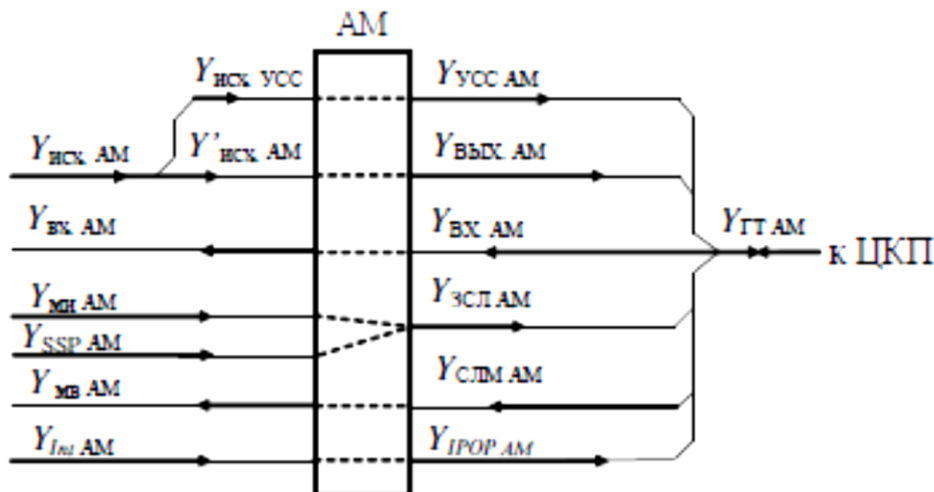 АМ
Yисх. УСС
YУСС АМ
Yисх. АМ
Y'исх. АМ
YВЫХ. АМ
Yвх. АМ
YВХ. АМ
YГТ АМ
к ЦКП
Yмн АМ
YЗСЛ АМ
YSSP АМ
Yмв АМ
YСЛМ АМ
YInt АМ
YIPOP АМ